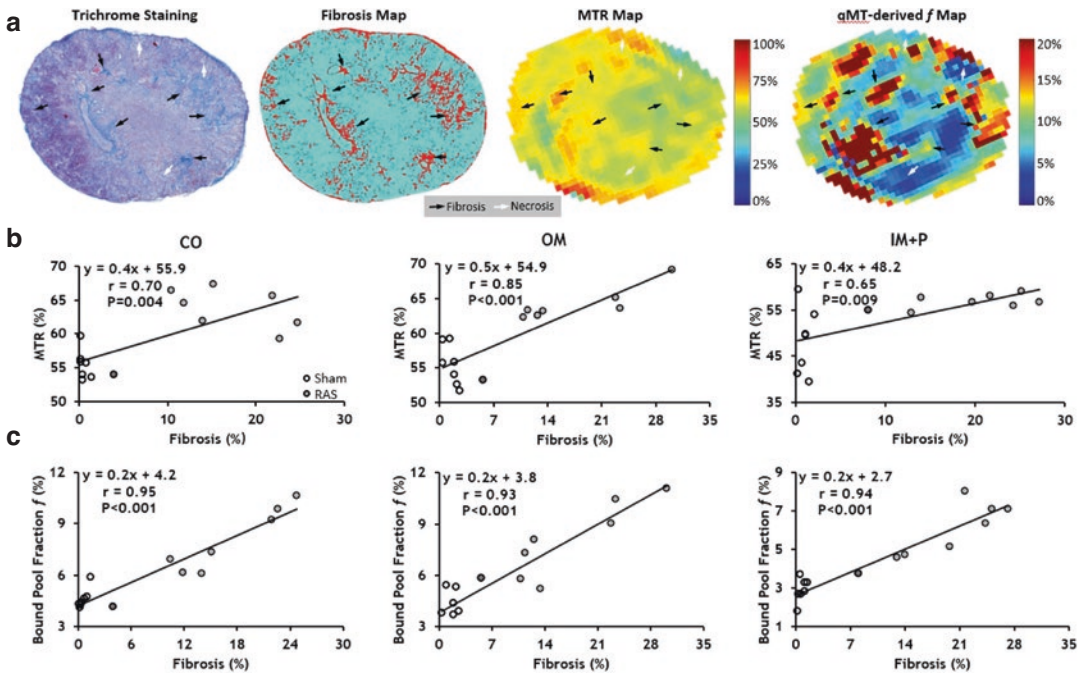 a
Trichrome Staining
Fibrosis Map
MTR Map
qMT-derived f Map
100%
75%
50%
25%
0%
20%
15%
10%
5%
0%
Fibrosis
Necrosis
b
CO
y = 0.4x + 55.9
r = 0.70
P=0.004
MTR (%)
70
65
60
55
50
0
10
20
30
Fibrosis (%)
Sham
RAS
OM
y = 0.5x + 54.9
r = 0.85
P<0.001
MTR (%)
70
65
60
55
50
0
7
14
21
28
35
Fibrosis (%)
IM+P
y = 0.4x + 48.2
r = 0.65
P=0.009
MTR (%)
65
55
45
35
0
10
20
30
Fibrosis (%)
c
y = 0.2x + 4.2
r = 0.95
P<0.001
Bound Pool Fraction f (%)
12
9
6
3
0
6
12
18
24
30
Fibrosis (%)
y = 0.2x + 3.8
r = 0.93
P<0.001
Bound Pool Fraction f (%)
12
9
6
3
0
7
14
21
28
35
Fibrosis (%)
y = 0.2x + 2.7
r = 0.94
P<0.001
Bound Pool Fraction f (%)
9
7
5
3
1
0
7
14
21
28
35
Fibrosis (%)